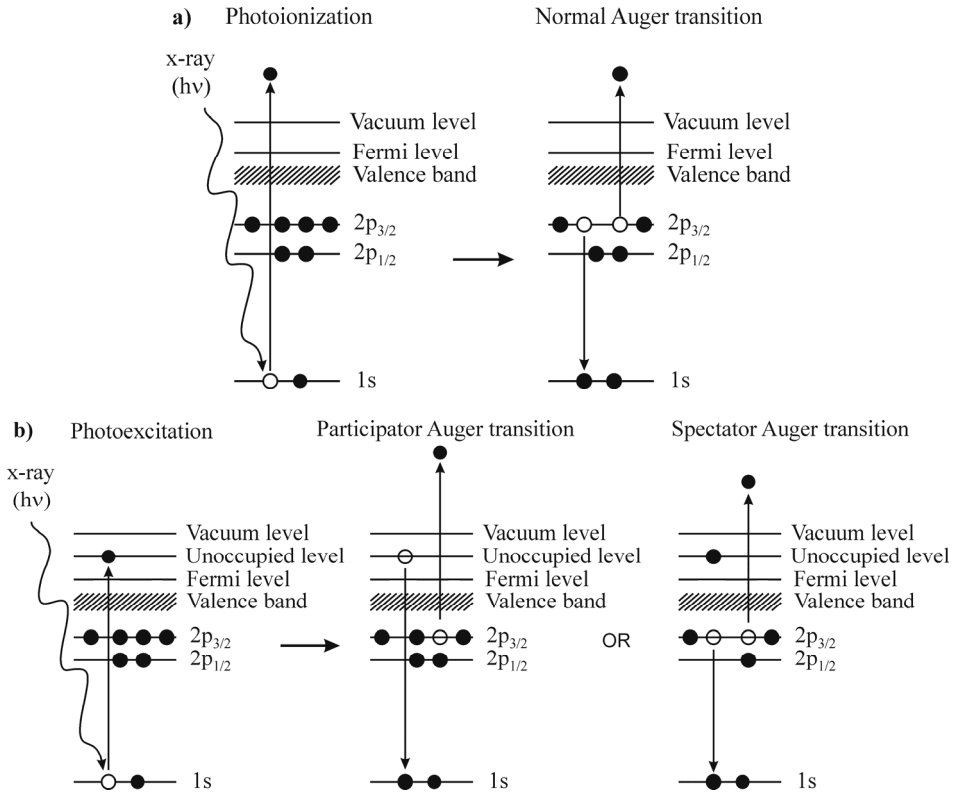 a) Photoionization Normal Auger transition
x-ray
(hν)
Vacuum level Vacuum level
Fermi level Fermi level
Valence band Valence band
2p3/2 2p3/2
2p1/2 2p1/2
1s 1s
b) Photoexcitation Participator Auger transition Spectator Auger transition
x-ray
(hν)
Vacuum level Vacuum level Vacuum level
Unoccupied level Unoccupied level Unoccupied level
Fermi level Fermi level Fermi level
Valence band Valence band Valence band
2p3/2 2p3/2 OR 2p3/2
2p1/2 2p1/2 2p1/2
1s 1s 1s